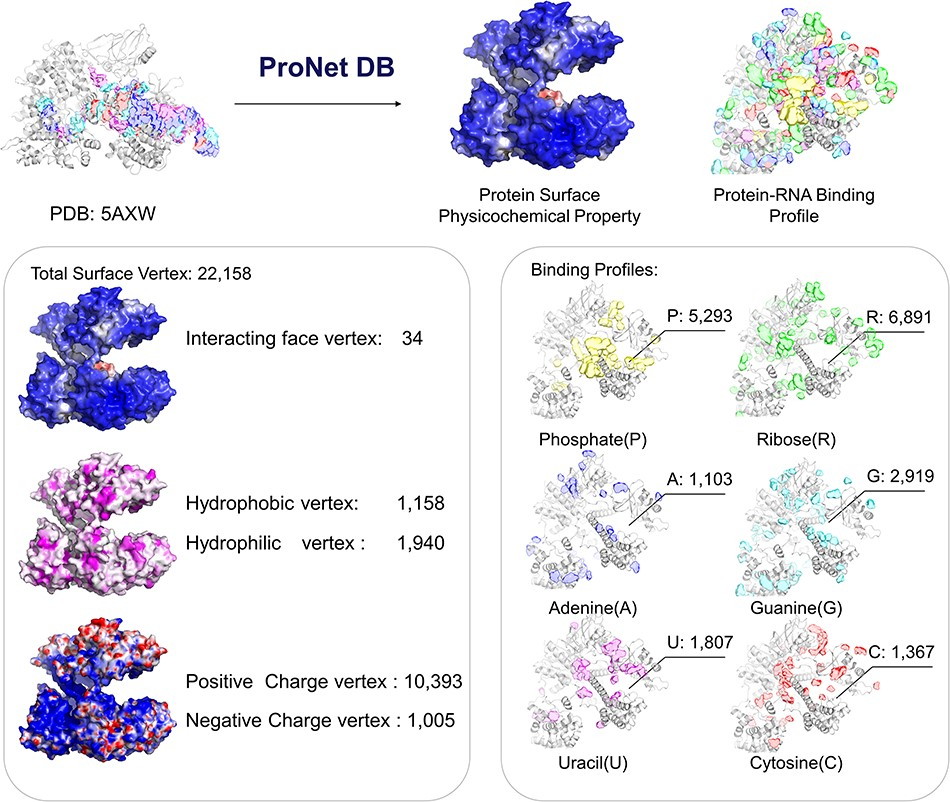 ProNet DB
PDB: 5AXW
Protein Surface
Physicochemical Property
Protein-RNA Binding
Profile
Total Surface Vertex: 22,158
Interacting face vertex: 34
Hydrophobic vertex: 1,158
Hydrophilic vertex : 1,940
Positive Charge vertex : 10,393
Negative Charge vertex : 1,005
Binding Profiles:
P: 5,293
R: 6,891
Phosphate(P)
Ribose(R)
A: 1,103
G: 2,919
Adenine(A)
Guanine(G)
U: 1,807
C: 1,367
Uracil(U)
Cytosine(C)